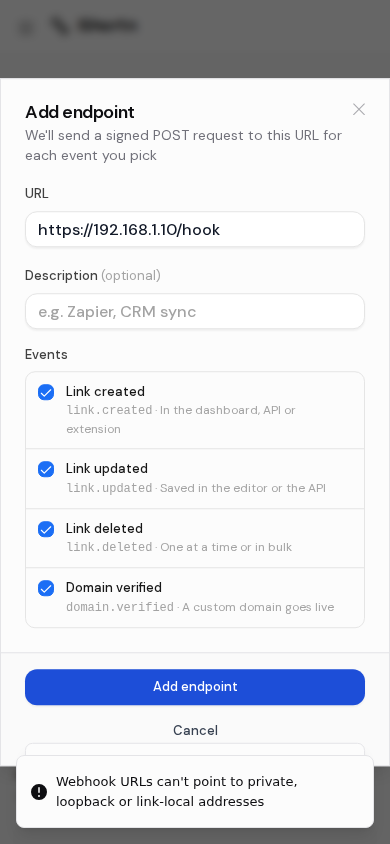 Add endpoint
We'll send a signed POST request to this URL for
each event you pick
URL
https://192.168.1.10/hook
Description (optional)
e.g. Zapier, CRM sync
Events
Link created
link.created · In the dashboard, API or
extension
Link updated
link.updated · Saved in the editor or the API
Link deleted
link.deleted · One at a time or in bulk
Domain verified
domain.verified · A custom domain goes live
Add endpoint
Cancel
Webhook URLs can't point to private,
loopback or link-local addresses